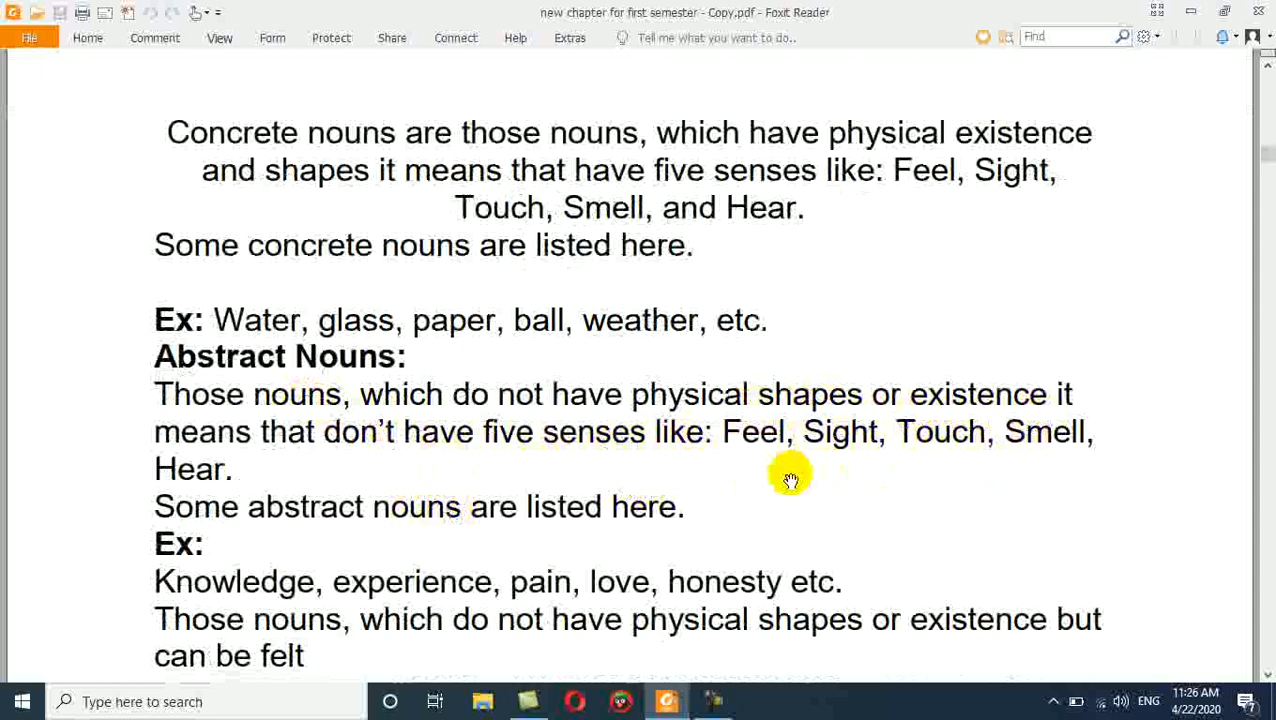 new chapter for first semester - Copy.pdf - Foxit Reader
File Home Comment View Form Protect Share Connect Help Extras Tell me what you want to do.. Find
Concrete nouns are those nouns, which have physical existence
and shapes it means that have five senses like: Feel, Sight,
Touch, Smell, and Hear.
Some concrete nouns are listed here.
Ex: Water, glass, paper, ball, weather, etc.
Abstract Nouns:
Those nouns, which do not have physical shapes or existence it
means that don’t have five senses like: Feel, Sight, Touch, Smell,
Hear.
Some abstract nouns are listed here.
Ex:
Knowledge, experience, pain, love, honesty etc.
Those nouns, which do not have physical shapes or existence but
can be felt
Type here to search
ENG
11:26 AM
4/22/2020
7